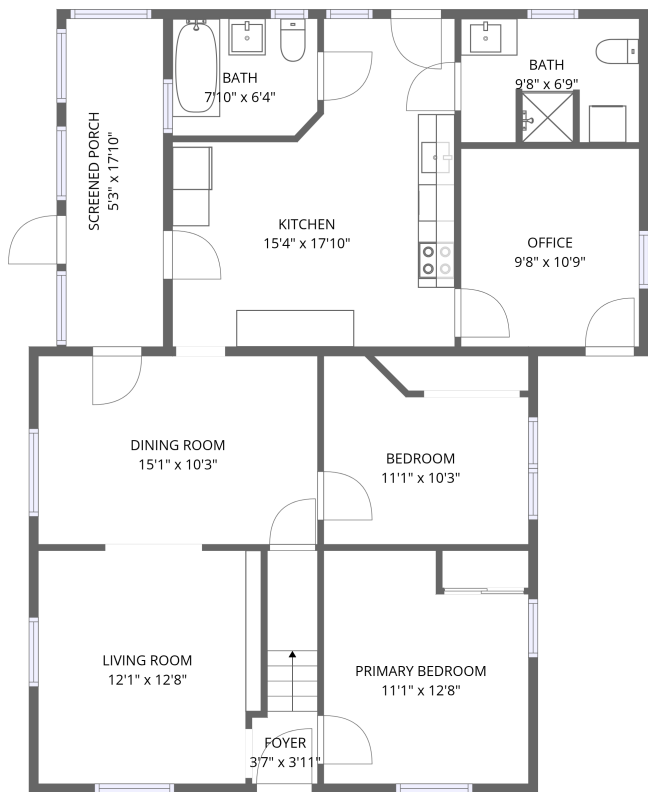 BATH
7'10" x 6'4"
BATH
9'8" x 6'9"
SCREENED PORCH
5'3" x 17'10"
KITCHEN
15'4" x 17'10"
OFFICE
9'8" x 10'9"
DINING ROOM
15'1" x 10'3"
BEDROOM
11'1" x 10'3"
LIVING ROOM
12'1" x 12'8"
PRIMARY BEDROOM
11'1" x 12'8"
FOYER
3'7" x 3'11"